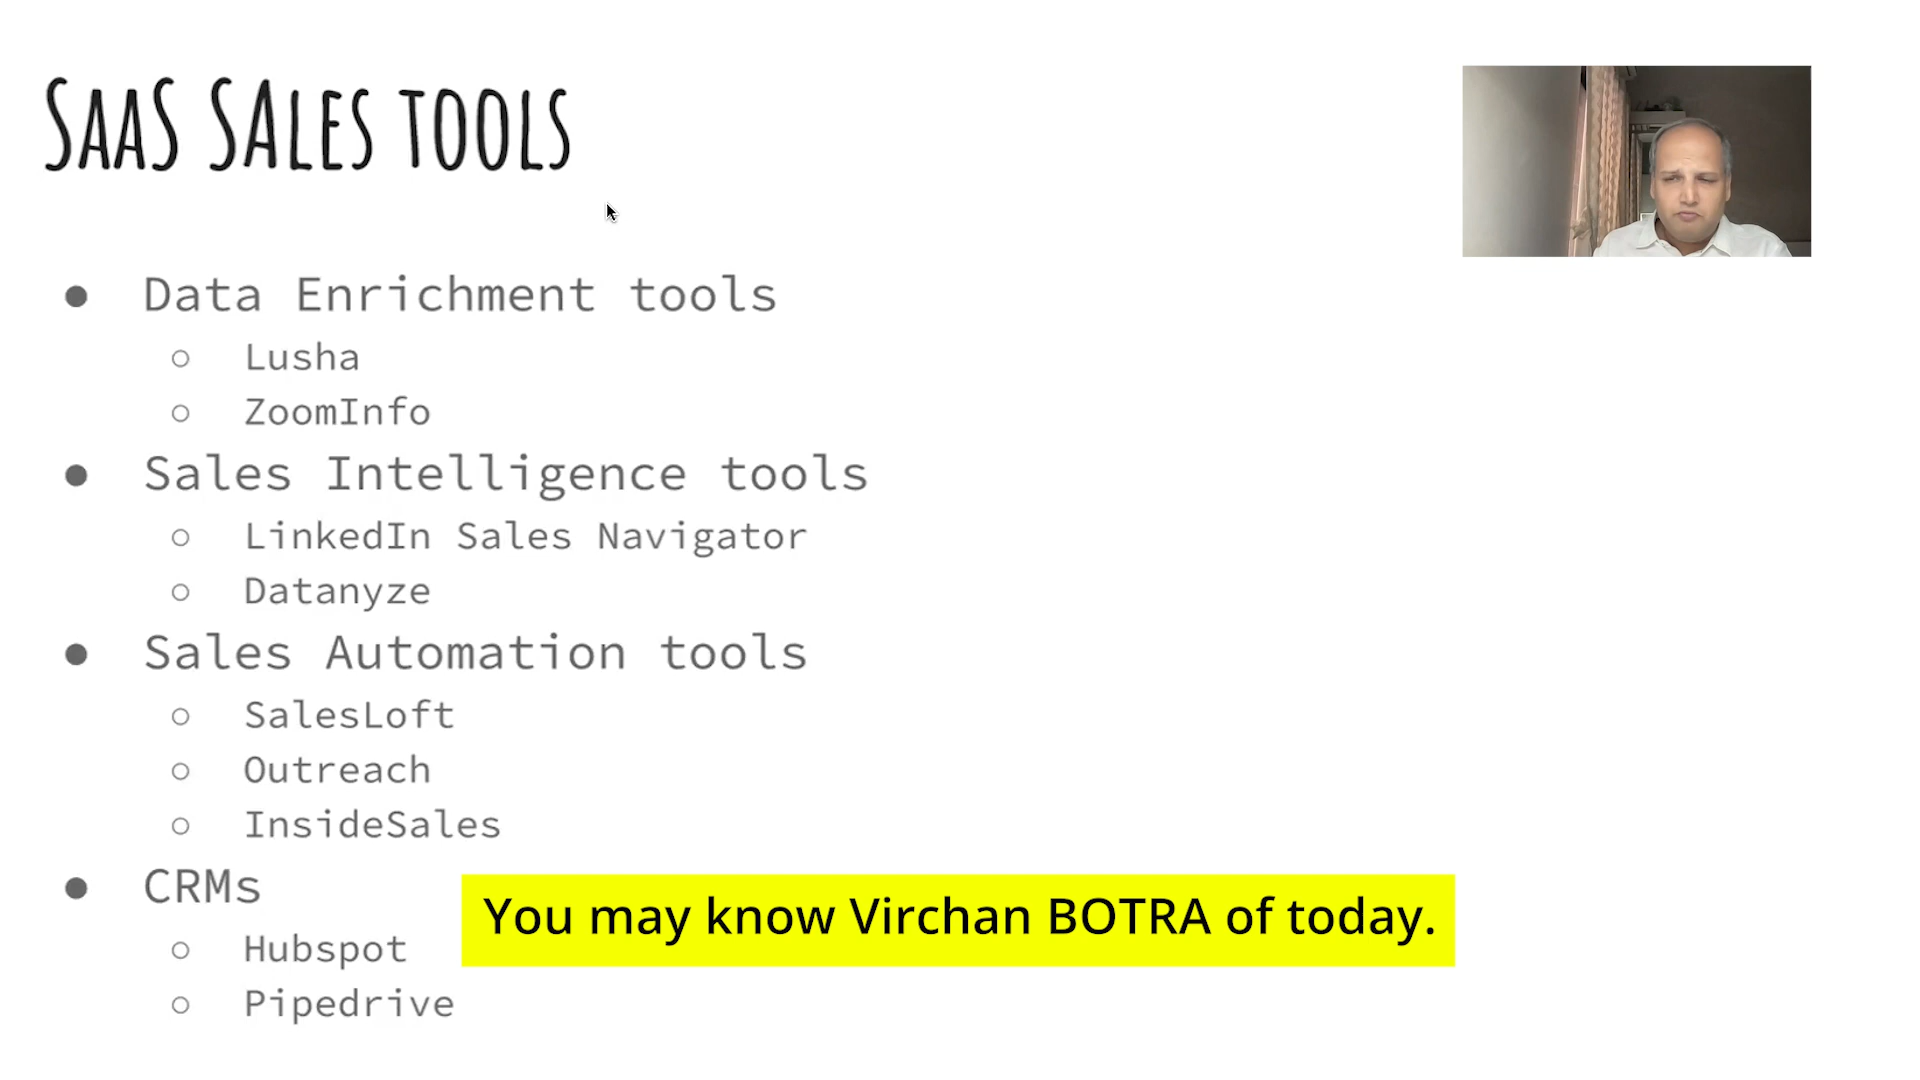 SAAS SALES TOOLS
Data Enrichment tools
Lusha
ZoomInfo
Sales Intelligence tools
LinkedIn Sales Navigator
Datanyze
Sales Automation tools
SalesLoft
Outreach
InsideSales
CRMs
You may know Virchan BOTRA of today.
Hubspot
Pipedrive